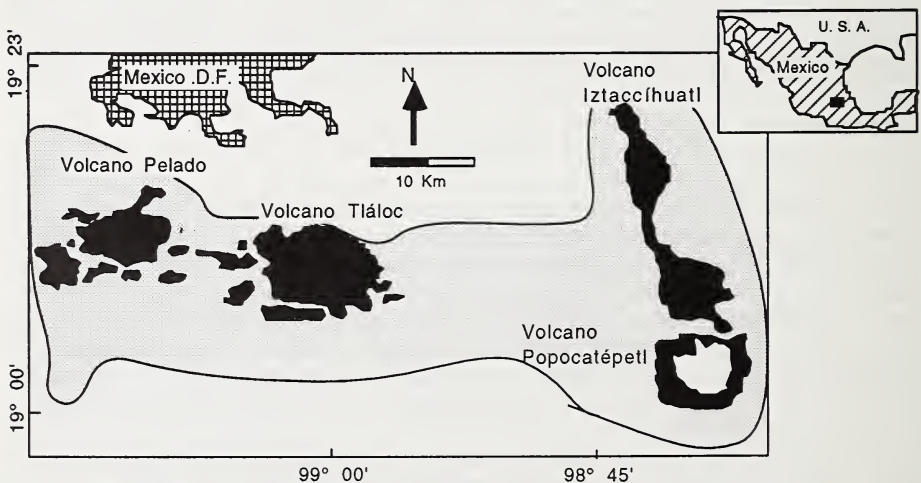 U. S. A.
Mexico
19° 23'
Mexico .D.F.
N
Volcano
Iztaccíhuatl
10 Km
Volcano Pelado
Volcano Tláloc
Volcano
Popocatépetl
19° 00'
99° 00'
98° 45'